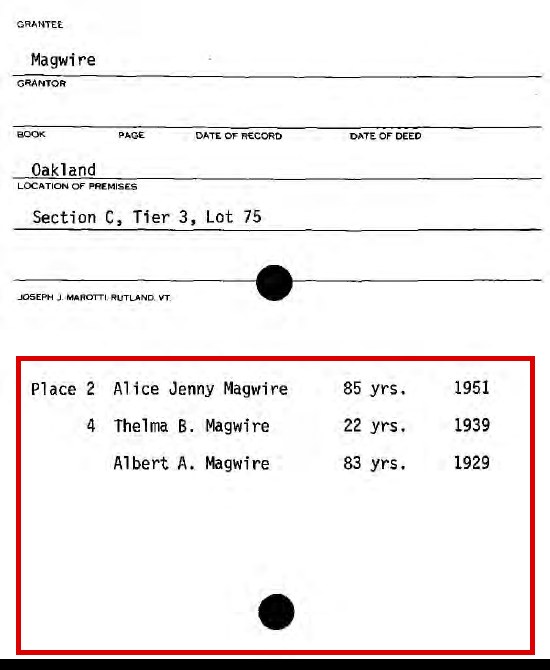 GRANTEE
Magwire
GRANTOR
BOOK PAGE DATE OF RECORD DATE OF DEED
Oakland
LOCATION OF PREMISES
Section C, Tier 3, Lot 75
JOSEPH J. MAROTTI, RUTLAND, VT.
Place 2 Alice Jenny Magwire 85 yrs. 1951
4 Thelma B. Magwire 22 yrs. 1939
Albert A. Magwire 83 yrs. 1929